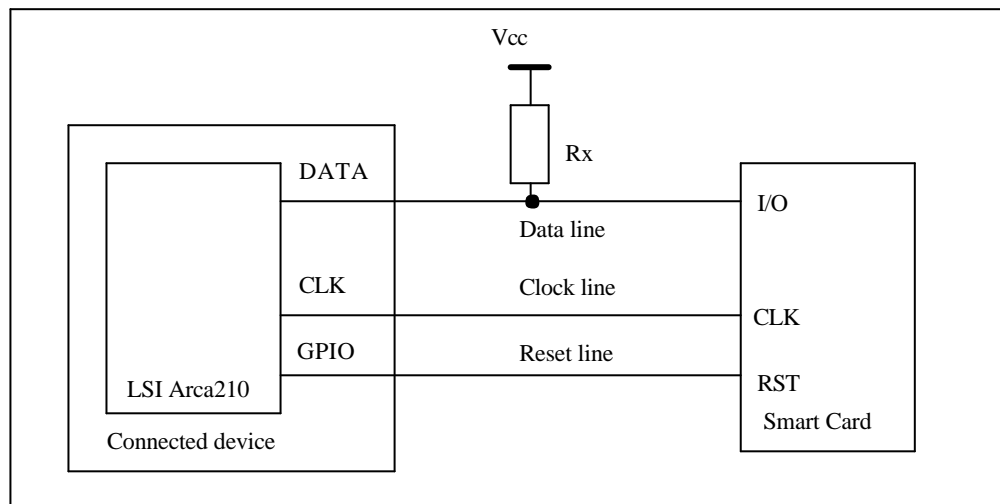 Vcc
Rx
DATA
I/O
Data line
CLK
Clock line
CLK
GPIO
Reset line
RST
LSI Arca210
Smart Card
Connected device